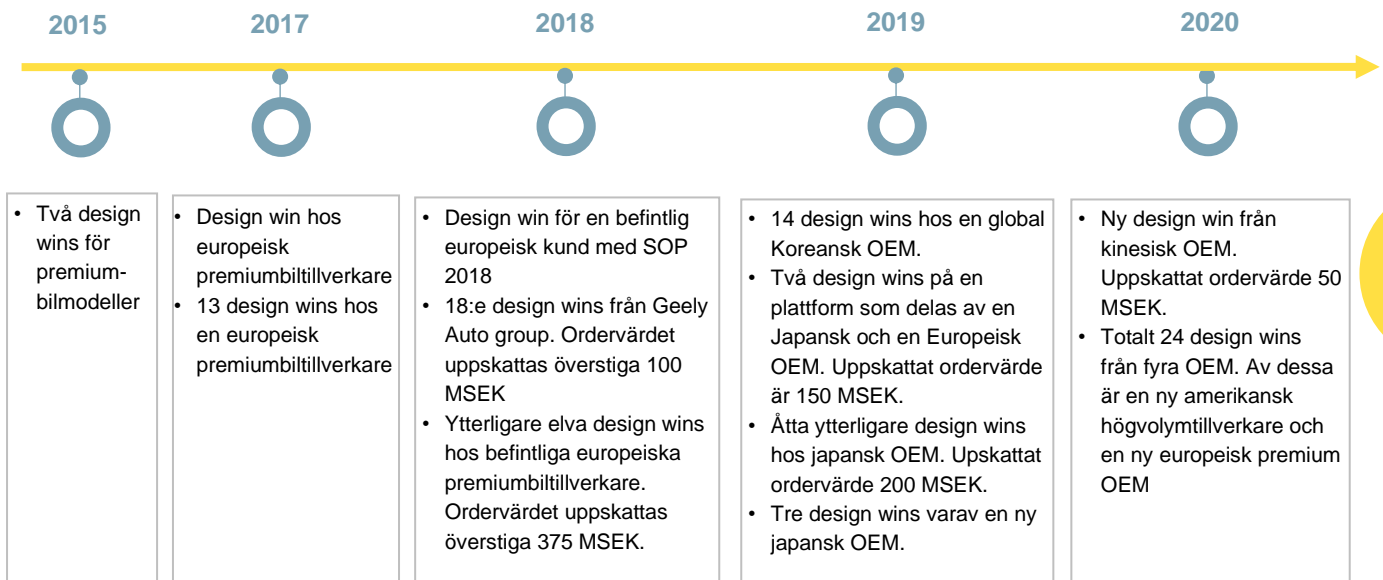 2015
2017
2018
2019
2020
• Två design
wins för
premium-
bilmodeller
• Design win hos
europeisk
premiumbiltillverkare
• 13 design wins hos
en europeisk
premiumbiltillverkare
• Design win för en befintlig
europeisk kund med SOP
2018
• 18:e design wins från Geely
Auto group. Ordervärdet
uppskattas överstiga 100
MSEK
• Ytterligare elva design wins
hos befintliga europeiska
premiumbiltillverkare.
Ordervärdet uppskattas
överstiga 375 MSEK.
• 14 design wins hos en global
Koreansk OEM.
• Två design wins på en
plattform som delas av en
Japansk och en Europeisk
OEM. Uppskattat ordervärde
är 150 MSEK.
• Åtta ytterligare design wins
hos japansk OEM. Upskattat
ordervärde 200 MSEK.
• Tre design wins varav en ny
japansk OEM.
• Ny design win från
kinesisk OEM.
Uppskattat ordervärde 50
MSEK.
• Totalt 24 design wins
från fyra OEM. Av dessa
är en ny amerikansk
högvolymtillverkare och
en ny europeisk premium
OEM